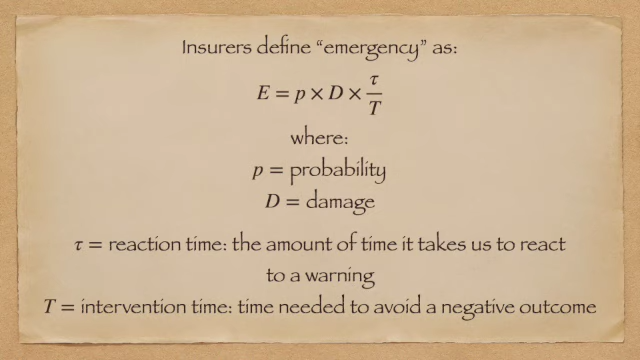 Insurers define “emergency” as:
E = p × D × τ/T
where:
p = probability
D = damage
τ = reaction time: the amount of time it takes us to react
to a warning
T = intervention time: time needed to avoid a negative outcome